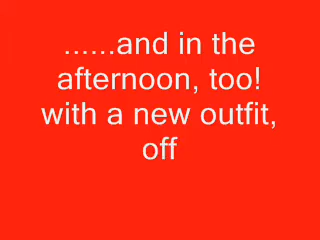 ......and in the
afternoon, too!
with a new outfit,
off